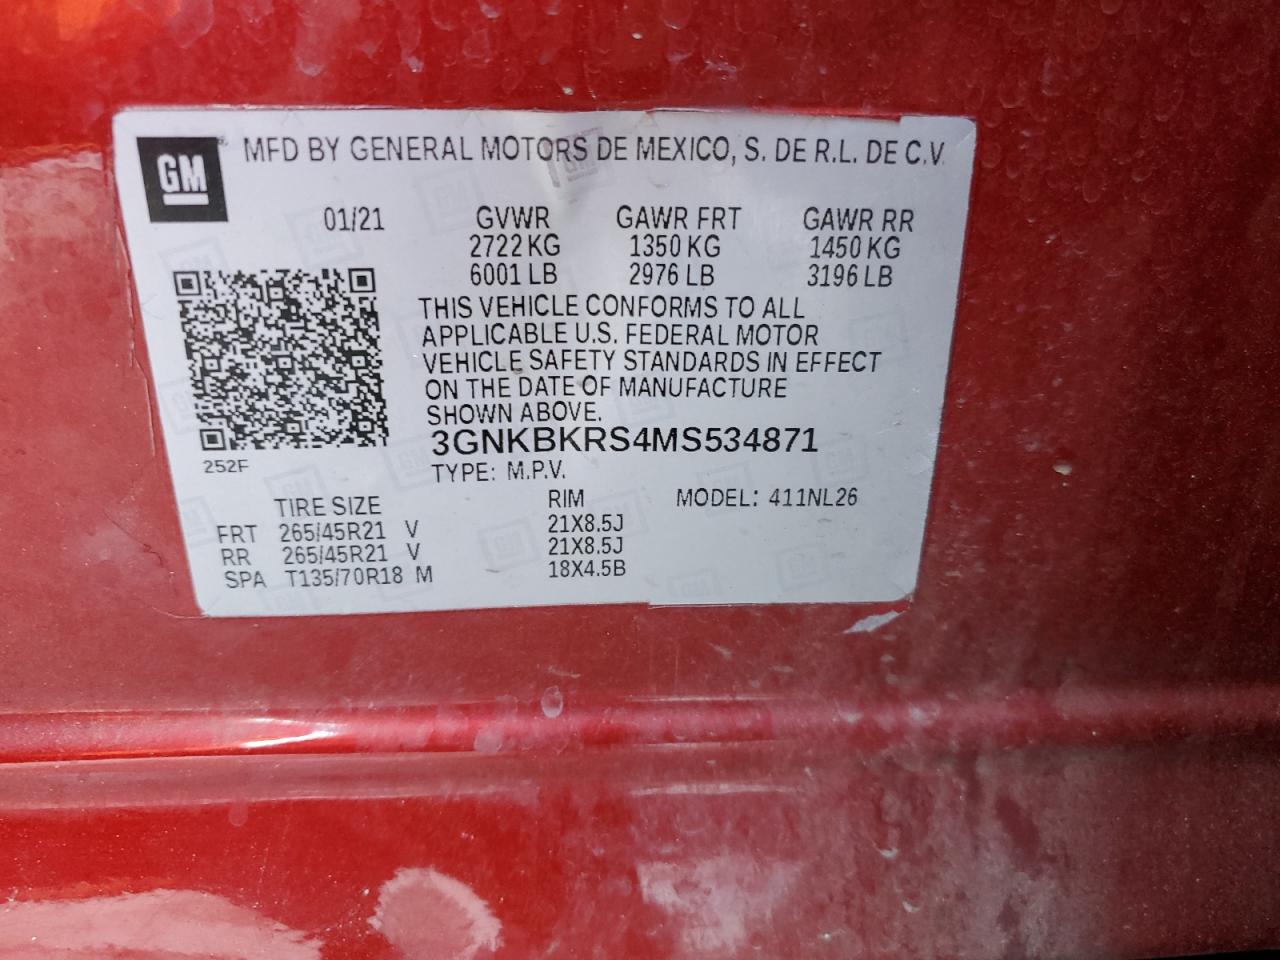 GM
MFD BY GENERAL MOTORS DE MEXICO, S. DE R.L. DE C.V.
01/21 GVWR GAWR FRT GAWR RR
2722 KG 1350 KG 1450 KG
6001 LB 2976 LB 3196 LB
THIS VEHICLE CONFORMS TO ALL
APPLICABLE U.S. FEDERAL MOTOR
VEHICLE SAFETY STANDARDS IN EFFECT
ON THE DATE OF MANUFACTURE
SHOWN ABOVE.
3GNKBKRS4MS534871
252F
TYPE: M.P.V.
TIRE SIZE RIM MODEL: 411NL26
FRT 265/45R21 V 21X8.5J
RR 265/45R21 V 21X8.5J
SPA T135/70R18 M 18X4.5B